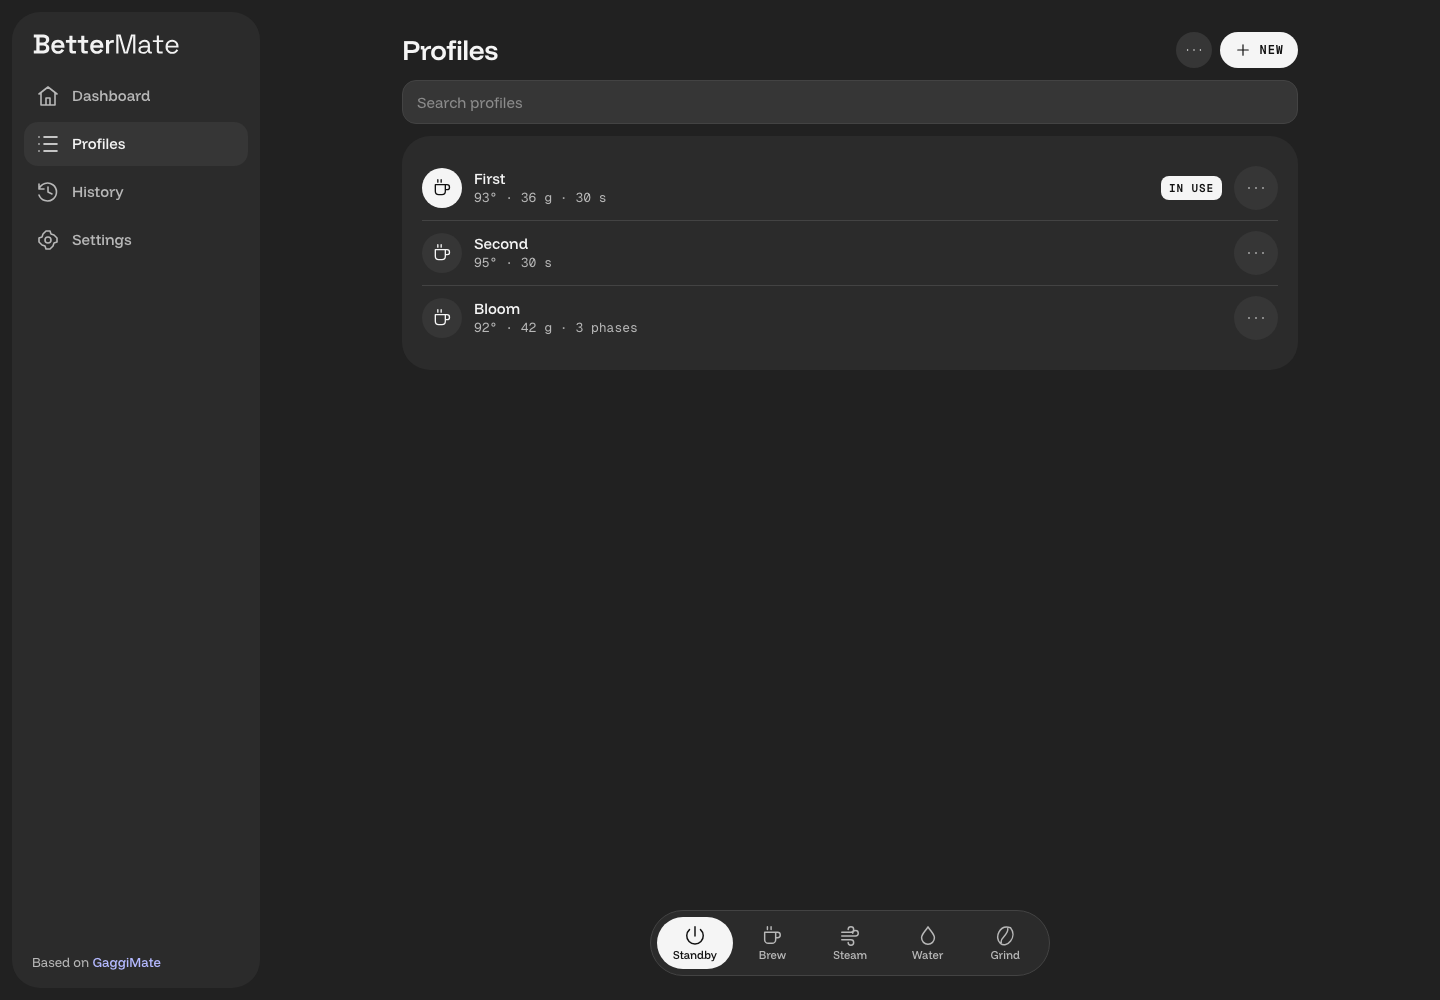 BetterMate
Dashboard
Profiles
History
Settings
Based on GaggiMate
Profiles
NEW
Search profiles
First
93° · 36 g · 30 s
IN USE
Second
95° · 30 s
Bloom
92° · 42 g · 3 phases
Standby
Brew
Steam
Water
Grind